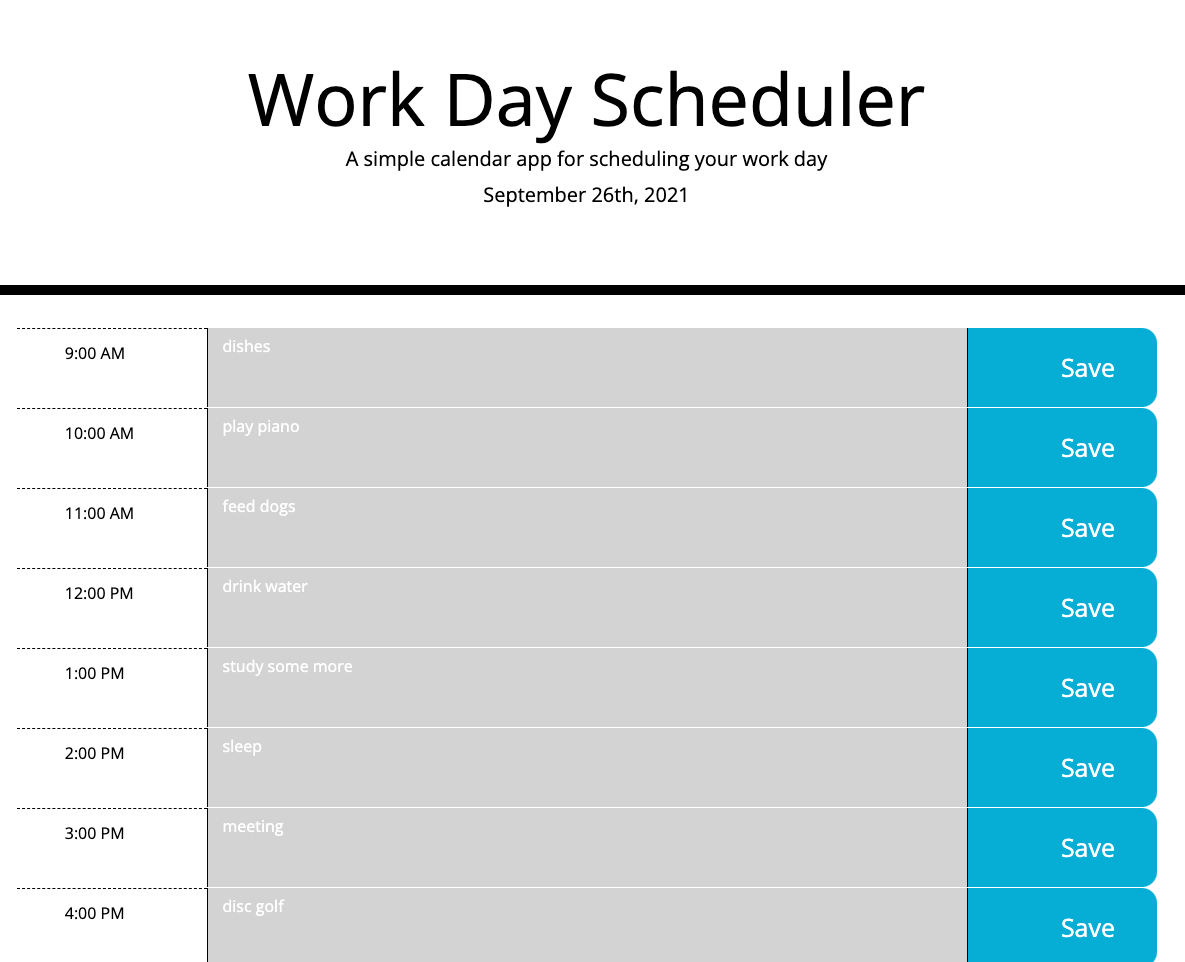 Work Day Scheduler
A simple calendar app for scheduling your work day
September 26th, 2021
9:00 AM dishes Save
10:00 AM play piano Save
11:00 AM feed dogs Save
12:00 PM drink water Save
1:00 PM study some more Save
2:00 PM sleep Save
3:00 PM meeting Save
4:00 PM disc golf Save